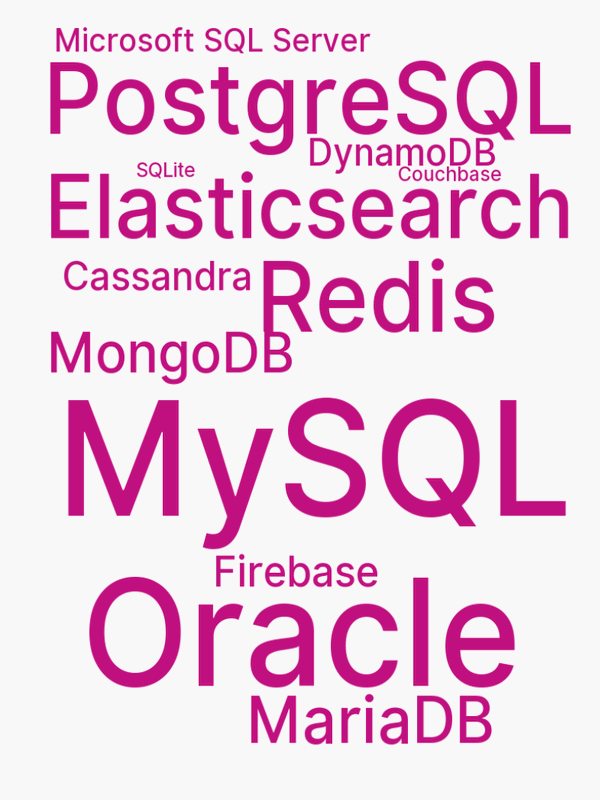 Microsoft SQL Server
PostgreSQL
DynamoDB
SQLite
Couchbase
Elasticsearch
Cassandra
Redis
MongoDB
MySQL
Firebase
Oracle
MariaDB